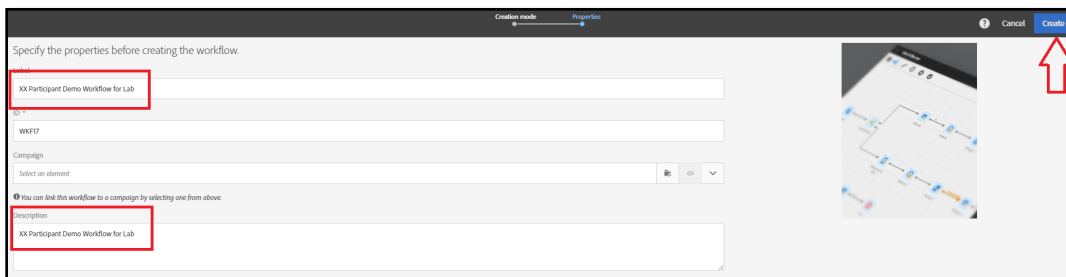 Creation mode Properties
? Cancel Create
Specify the properties before creating the workflow.
Label
XX Participant Demo Workflow for Lab
ID *
WKF17
Campaign
Select an element
You can link this workflow to a campaign by selecting one from above.
Description
XX Participant Demo Workflow for Lab